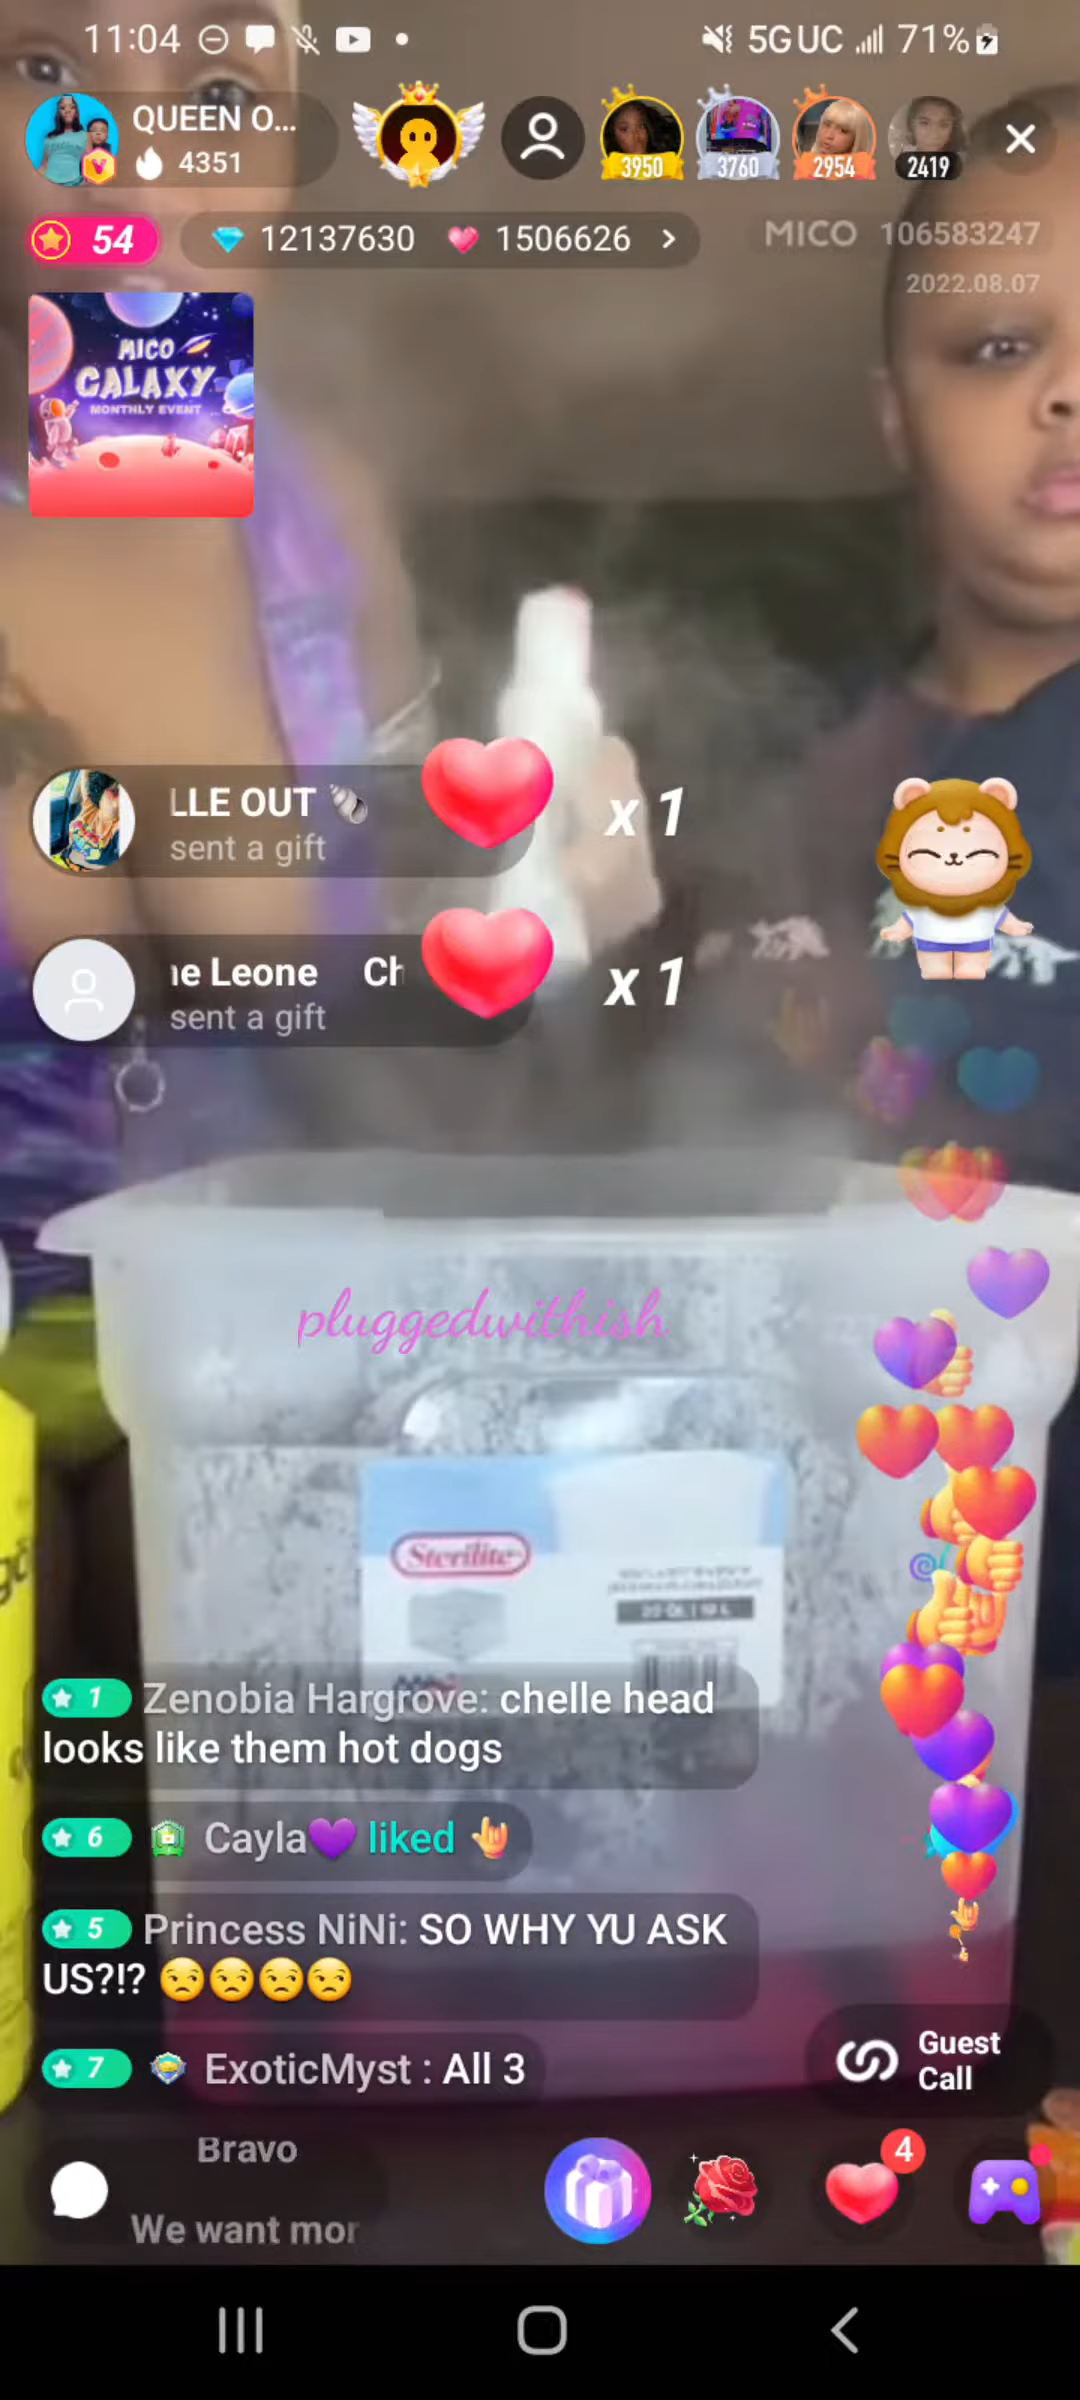 11:04
5G UC 71%
QUEEN O...
4351
3950
3760
2954
2419
54
12137630
1506626 >
MICO 106583247
2022.08.07
MICO
GALAXY
MONTHLY EVENT
LLE OUT
sent a gift
x 1
e Leone Ch
sent a gift
x 1
pluggedwithish
Sterilite
1 Zenobia Hargrove: chelle head
looks like them hot dogs
6 Cayla💜 liked 🤟
5 Princess NiNi: SO WHY YU ASK
US?!? 😒😒😒😒
7 ExoticMyst : All 3
Guest
Call
Bravo
4
We want mor